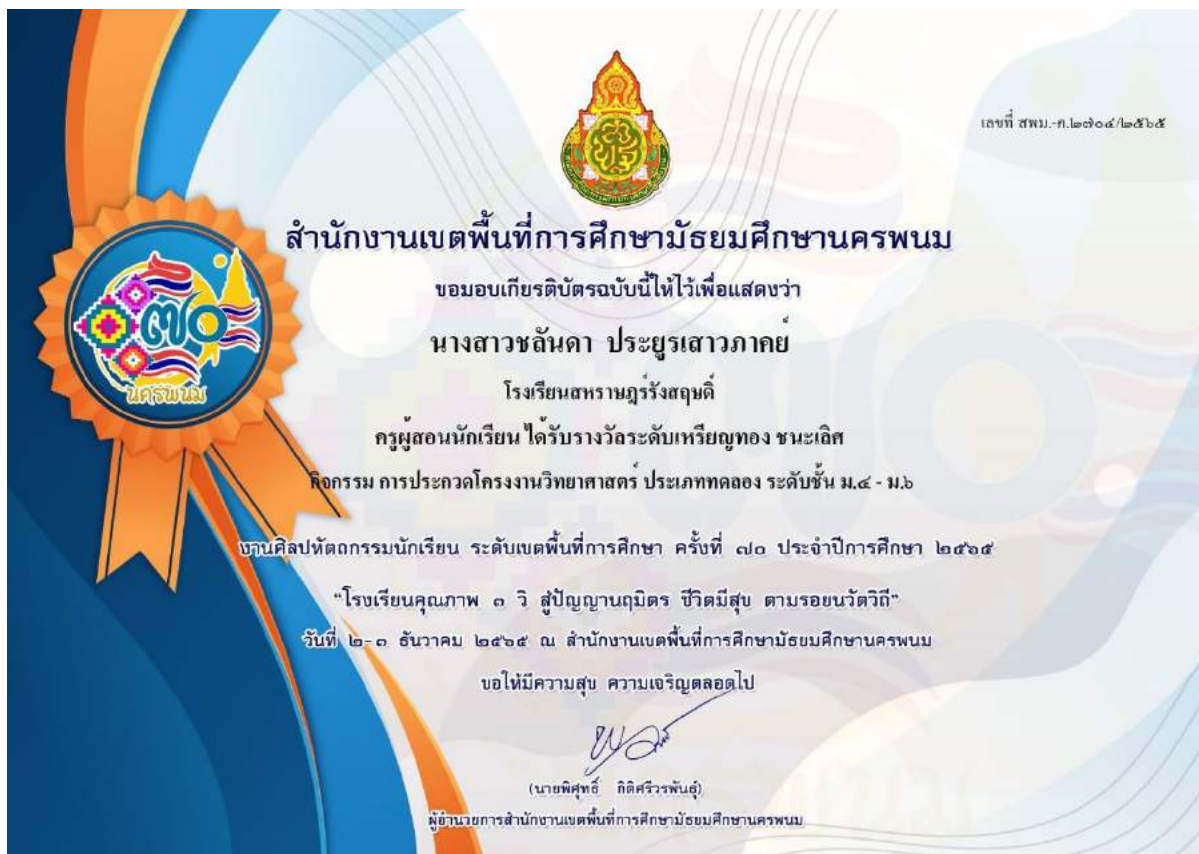 เลขที่ สพม.-ค.๒๗๐๔/๒๕๖๕
สำนักงานเขตพื้นที่การศึกษามัธยมศึกษานครพนม
ขอมอบเกียรติบัตรฉบับนี้ให้ไว้เพื่อแสดงว่า
นางสาวชลันดา ประยูรเสาวภาคย์
โรงเรียนสหราษฎร์รังสฤษดิ์
ครูผู้สอนนักเรียน ได้รับรางวัลระดับเหรียญทอง ชนะเลิศ
กิจกรรม การประกวดโครงงานวิทยาศาสตร์ ประเภททดลอง ระดับชั้น ม.๔ - ม.๖
งานศิลปหัตถกรรมนักเรียน ระดับเขตพื้นที่การศึกษา ครั้งที่ ๗๐ ประจำปีการศึกษา ๒๕๖๕
“โรงเรียนคุณภาพ ๓ วิ สู่ปัญญานฤมิตร ชีวิตมีสุข ตามรอยนวัตวิถี”
วันที่ ๒-๓ ธันวาคม ๒๕๖๕ ณ สำนักงานเขตพื้นที่การศึกษามัธยมศึกษานครพนม
ขอให้มีความสุข ความเจริญตลอดไป
(นายพิศุทธิ์ กิติศรีวรพันธุ์)
ผู้อำนวยการสำนักงานเขตพื้นที่การศึกษามัธยมศึกษานครพนม
๗๐
นครพนม